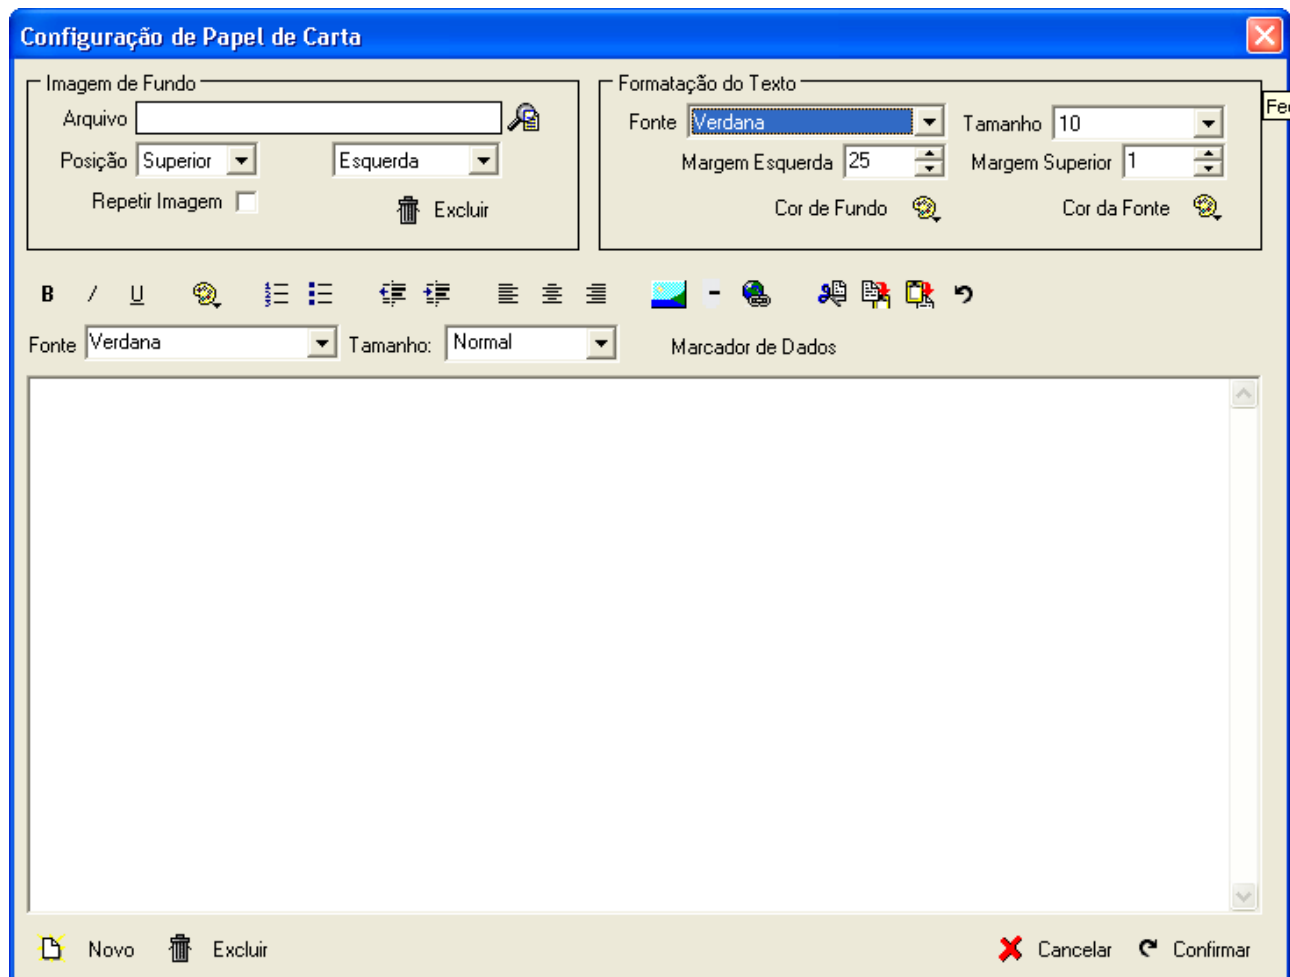 Configuração de Papel de Carta
Imagem de Fundo
Arquivo
Posição Superior Esquerda
Repetir Imagem
Excluir
Formatação do Texto
Fonte Verdana Tamanho 10
Margem Esquerda 25 Margem Superior 1
Cor de Fundo Cor da Fonte
B / U
Fonte Verdana Tamanho: Normal Marcador de Dados
Novo Excluir Cancelar Confirmar